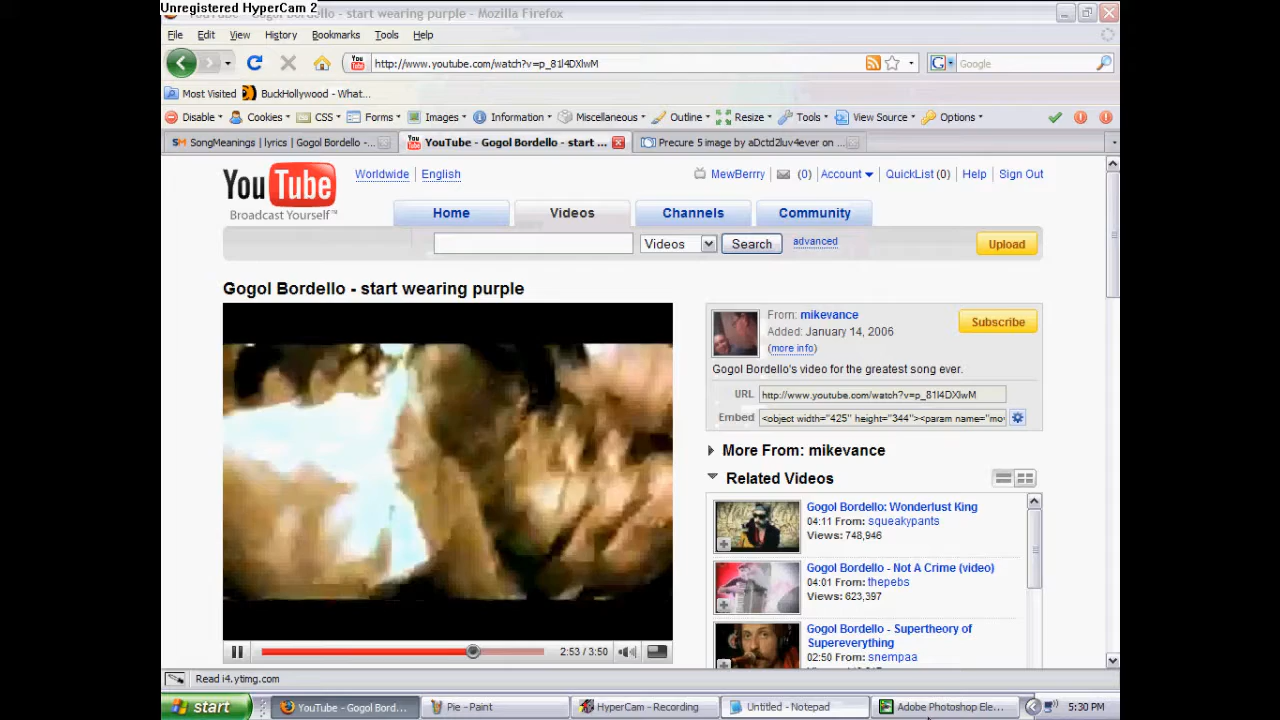 Unregistered HyperCam 2
YouTube - Gogol Bordello - start wearing purple - Mozilla Firefox
File Edit View History Bookmarks Tools Help
http://www.youtube.com/watch?v=p_81I4DXlwM Google
Most Visited BuckHollywood - What...
Disable Cookies CSS Forms Images Information Miscellaneous Outline Resize Tools View Source Options
SongMeanings | lyrics | Gogol Bordello -... YouTube - Gogol Bordello - start ... Precure 5 image by aDctd2luv4ever on ...
YouTube Worldwide English MewBerrry (0) Account QuickList (0) Help Sign Out
Broadcast Yourself™
Home Videos Channels Community
Videos Search advanced Upload
Gogol Bordello - start wearing purple
From: mikevance
Added: January 14, 2006
(more info)
Subscribe
Gogol Bordello's video for the greatest song ever.
URL http://www.youtube.com/watch?v=p_81I4DXlwM
Embed <object width="425" height="344"><param name="mo
More From: mikevance
Related Videos
Gogol Bordello: Wonderlust King
04:11 From: squeakypants
Views: 748,946
Gogol Bordello - Not A Crime (video)
04:01 From: thepebs
Views: 623,397
Gogol Bordello - Supertheory of
Supereverything
02:50 From: snempaa
2:53 / 3:50
Read i4.ytimg.com
start YouTube - Gogol Bord... Pie - Paint HyperCam - Recording Untitled - Notepad Adobe Photoshop Ele... 5:30 PM